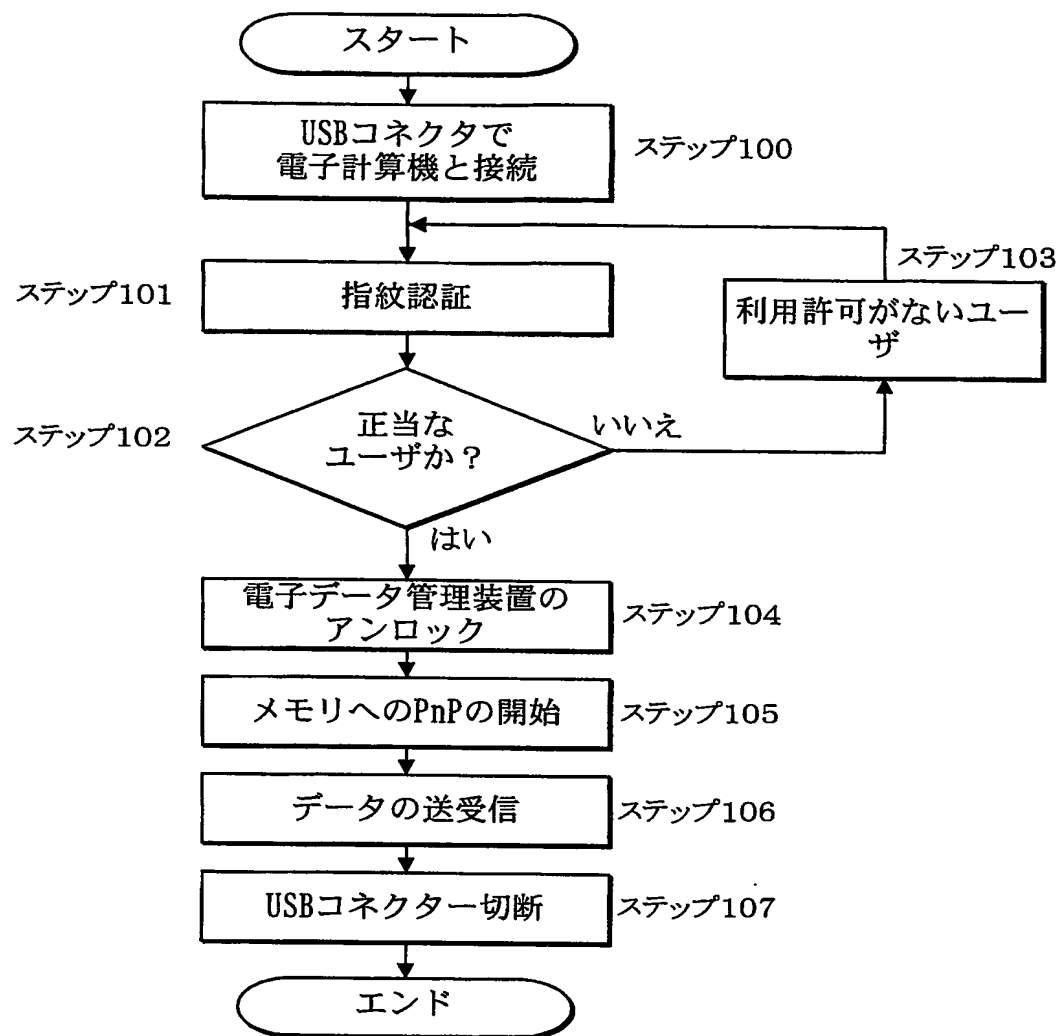 スタート
USBコネクタで
電子計算機と接続
ステップ100
ステップ103
ステップ101
指紋認証
利用許可がないユー
ザ
ステップ102
正当な
ユーザか？
いいえ
はい
電子データ管理装置の
アンロック
ステップ104
メモリへのPnPの開始
ステップ105
データの送受信
ステップ106
USBコネクター切断
ステップ107
エンド